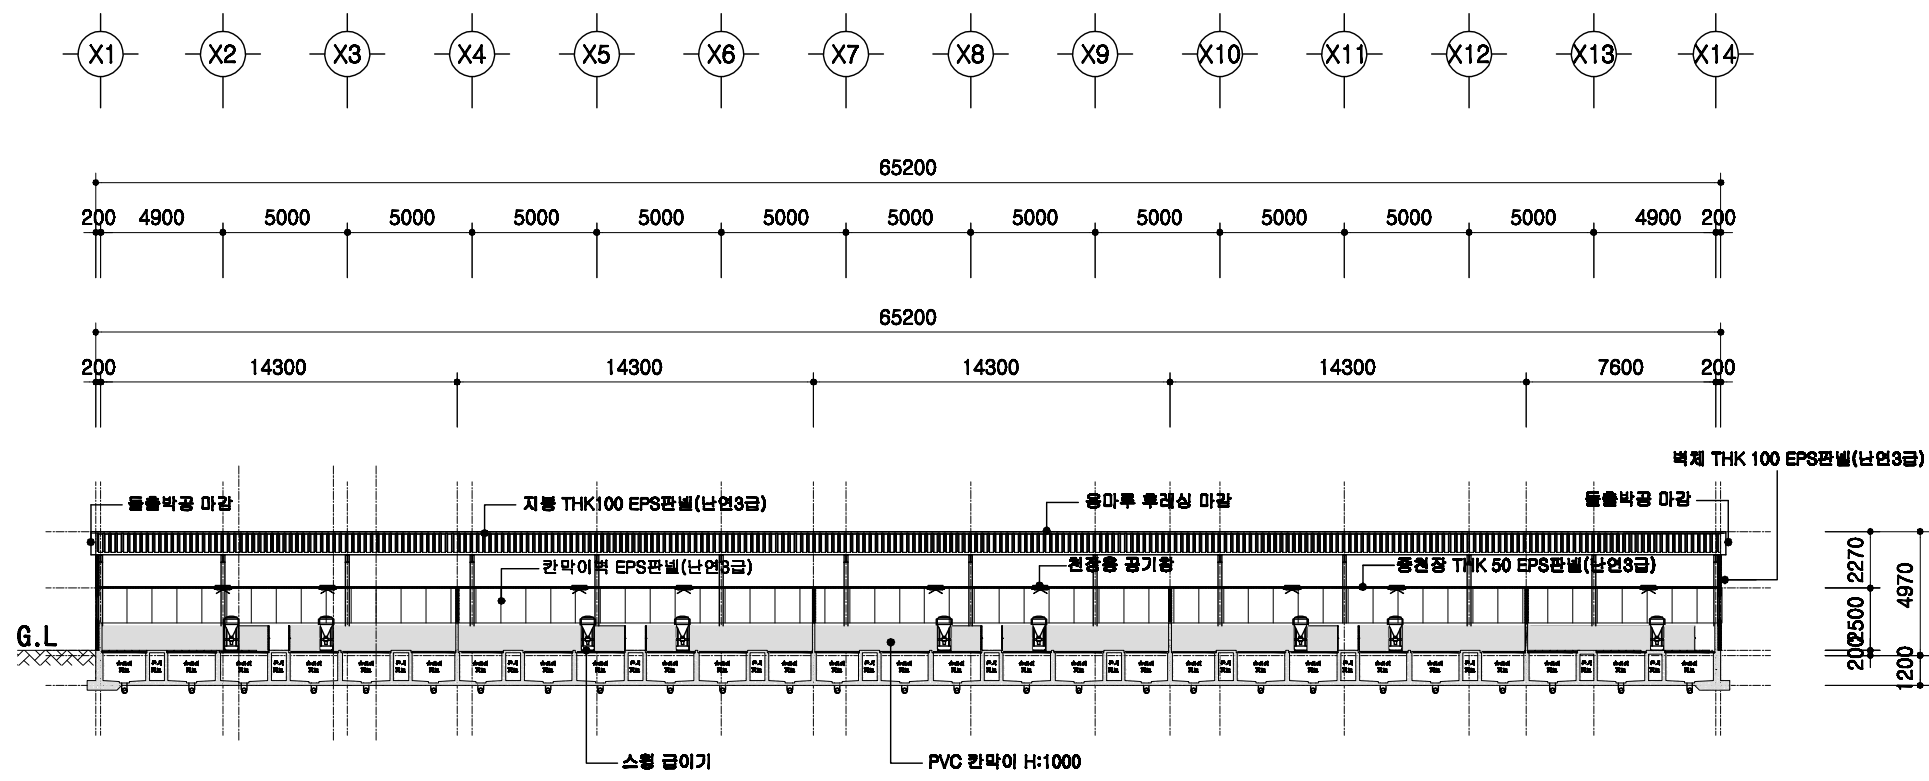 X1 X2 X3 X4 X5 X6 X7 X8 X9 X10 X11 X12 X13 X14
65200
200 4900 5000 5000 5000 5000 5000 5000 5000 5000 5000 5000 5000 4900 200
65200
200 14300 14300 14300 14300 7600 200
벽체 THK 100 EPS판넬(난연3급)
돌출박공 마감
지붕 THK100 EPS판넬(난연3급)
용마루 후레싱 마감
돌출박공 마감
칸막이벽 EPS판넬(난연3급)
천장용 공기창
중천장 THK 50 EPS판넬(난연3급)
2270
4970
2500
200
1200
G.L
스윙 급이기
PVC 칸막이 H:1000